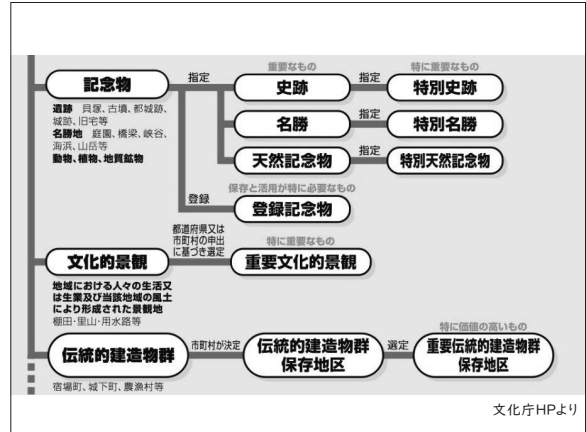 重要なもの
特に重要なもの
記念物
指定
史跡
指定
特別史跡
遺跡 貝塚、古墳、都城跡、
城跡、旧宅等
名勝地 庭園、橋梁、峡谷、
海浜、山岳等
動物、植物、地質鉱物
名勝
指定
特別名勝
天然記念物
指定
特別天然記念物
保存と活用が特に必要なもの
登録
登録記念物
都道府県又は
市町村の申出
に基づき選定
特に重要なもの
文化的景観
重要文化的景観
地域における人々の生活又
は生業及び当該地域の風土
により形成された景観地
棚田・里山・用水路等
特に価値の高いもの
伝統的建造物群
市町村が決定
伝統的建造物群
保存地区
選定
重要伝統的建造物群
保存地区
宿場町、城下町、農漁村等
文化庁HPより